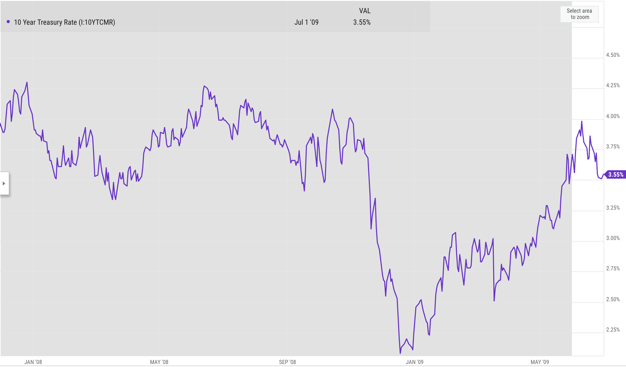 VAL
10 Year Treasury Rate (I:10YTCMR) Jul 1 '09 3.55%
Select area
to zoom
4.50%
4.25%
4.00%
3.75%
3.55%
3.25%
3.00%
2.75%
2.50%
2.25%
JAN '08 MAY '08 SEP '08 JAN '09 MAY '09